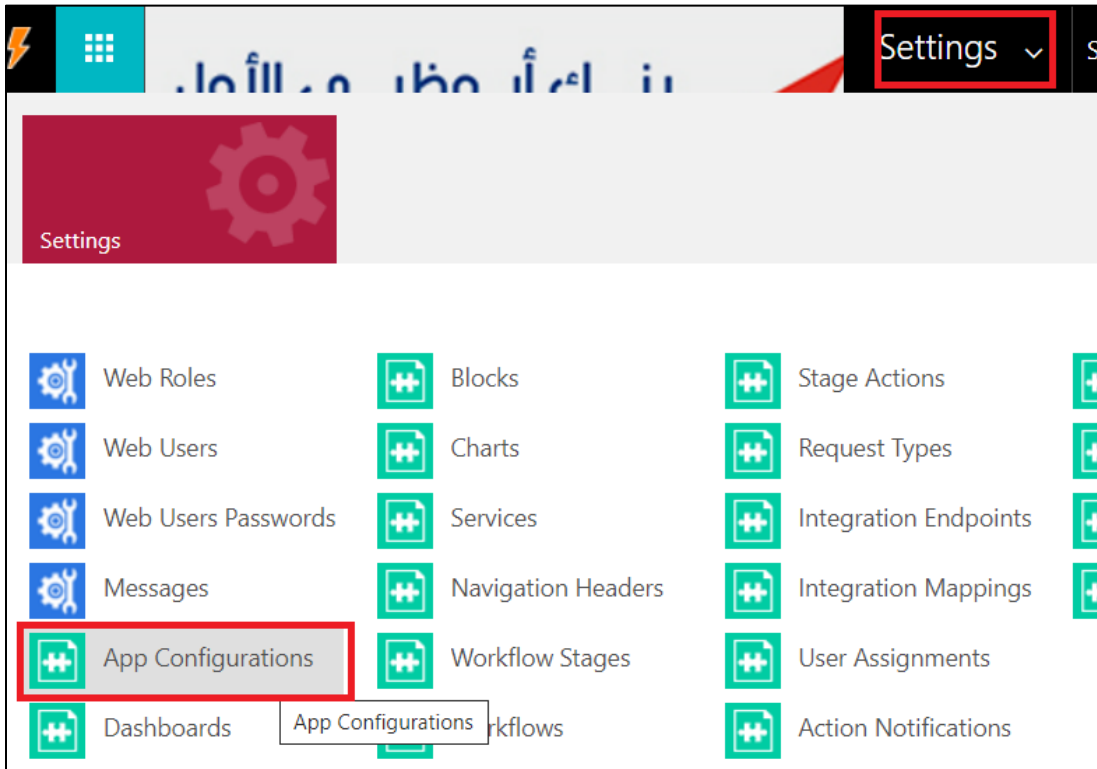 Settings
Settings
Web Roles
Blocks
Stage Actions
Web Users
Charts
Request Types
Web Users Passwords
Services
Integration Endpoints
Messages
Navigation Headers
Integration Mappings
App Configurations
Workflow Stages
User Assignments
Dashboards
App Configurations
rkflows
Action Notifications